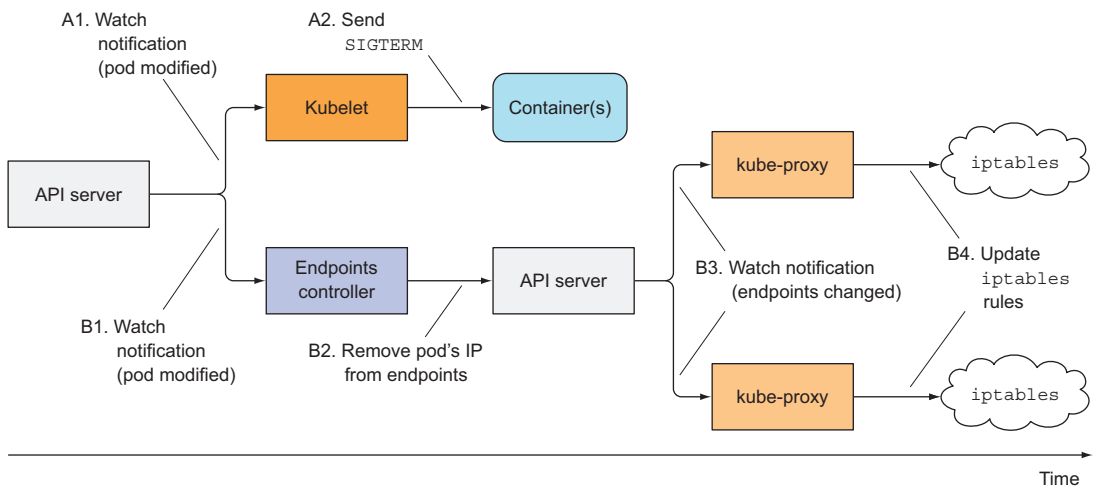 A1. Watch
notification
(pod modified)
A2. Send
SIGTERM
Kubelet
Container(s)
API server
kube-proxy
iptables
Endpoints
controller
API server
B1. Watch
notification
(pod modified)
B2. Remove pod's IP
from endpoints
B3. Watch notification
(endpoints changed)
B4. Update
iptables
rules
kube-proxy
iptables
Time